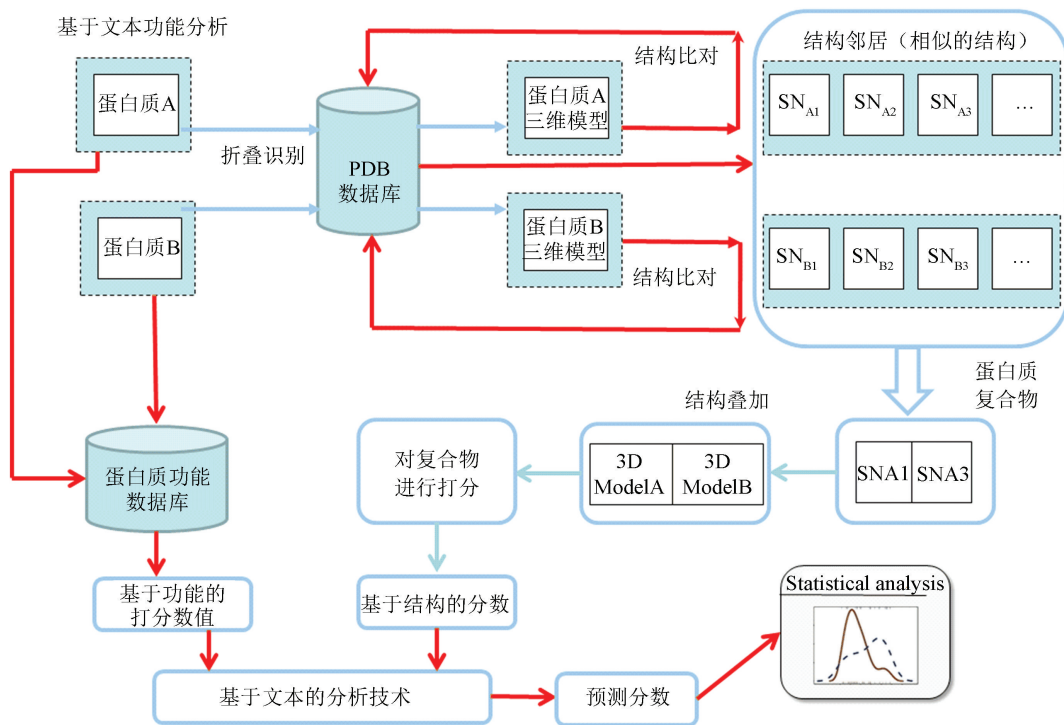 基于文本功能分析
蛋白质A
折叠识别
蛋白质B
PDB
数据库
结构比对
蛋白质A
三维模型
蛋白质B
三维模型
结构比对
结构邻居（相似的结构）
SNA1 SNA2 SNA3 …
SNB1 SNB2 SNB3 …
蛋白质
复合物
SNA1 SNA3
结构叠加
3D
ModelA
3D
ModelB
对复合物
进行打分
蛋白质功能
数据库
基于功能的
打分数值
基于结构的分数
基于文本的分析技术
预测分数
Statistical analysis